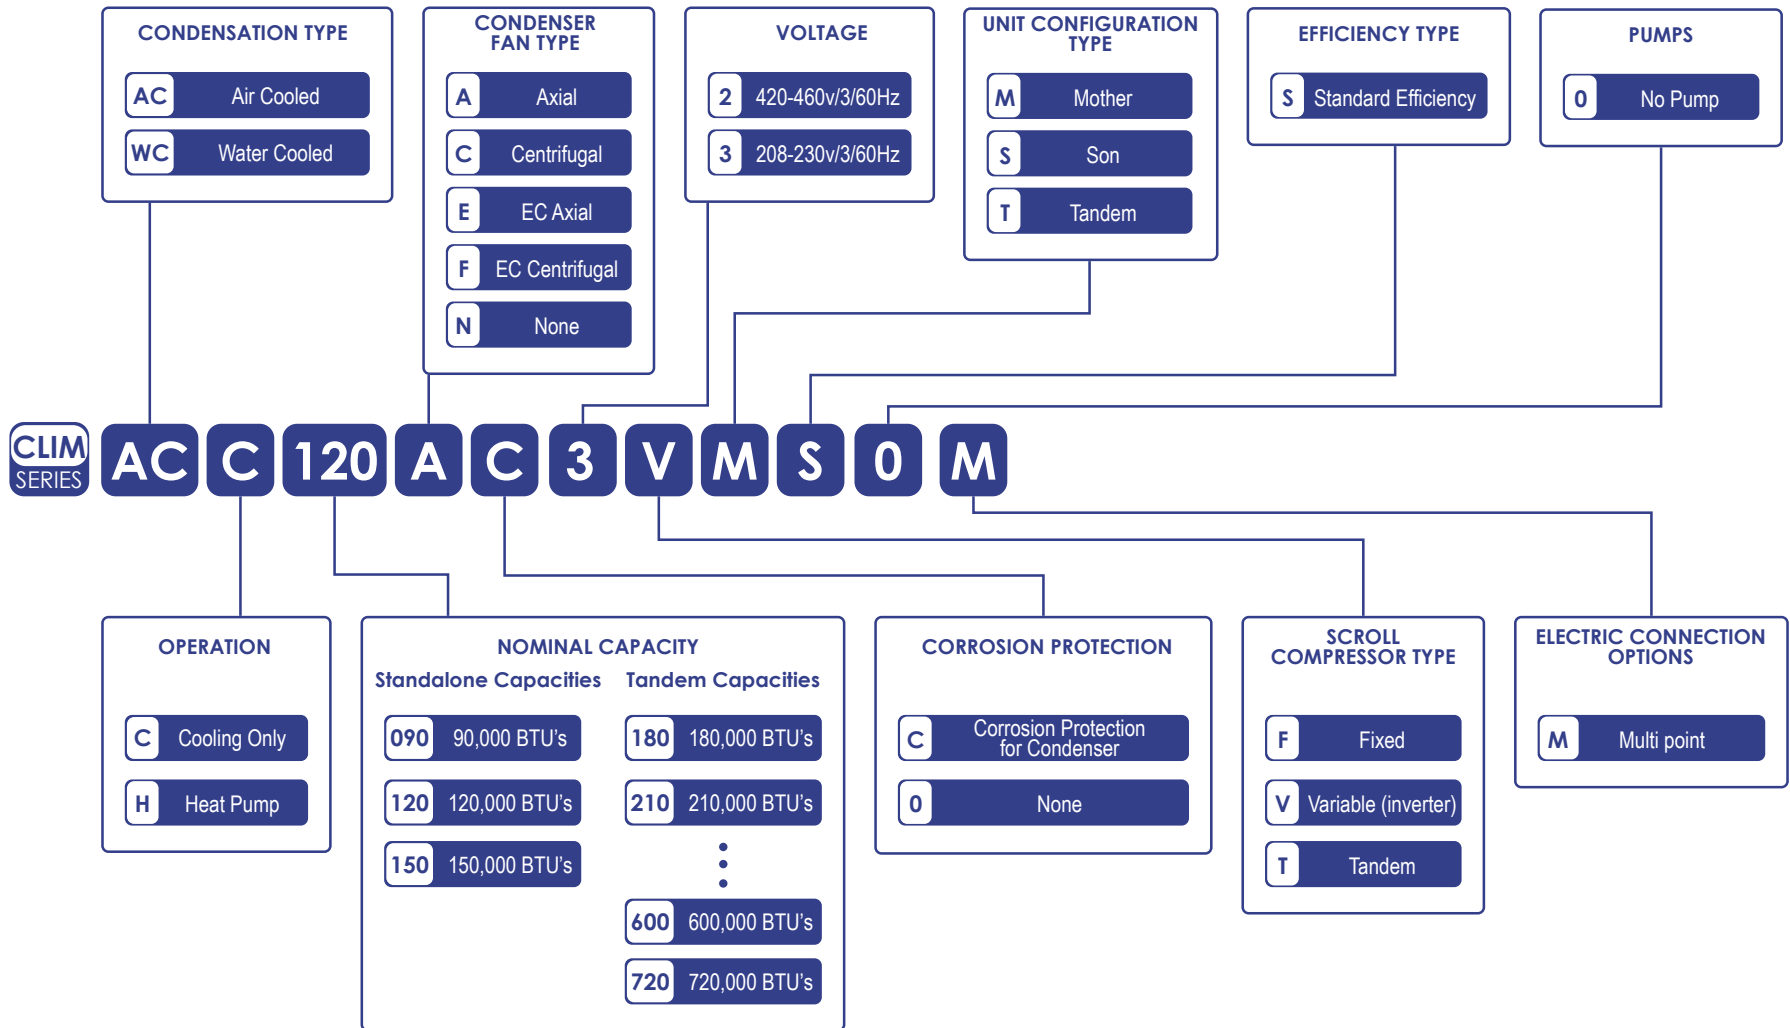 CONDENSATION TYPE
AC Air Cooled
WC Water Cooled
CONDENSER
FAN TYPE
A Axial
C Centrifugal
E EC Axial
F EC Centrifugal
N None
VOLTAGE
2 420-460v/3/60Hz
3 208-230v/3/60Hz
UNIT CONFIGURATION
TYPE
M Mother
S Son
T Tandem
EFFICIENCY TYPE
S Standard Efficiency
PUMPS
0 No Pump
CLIM
SERIES
AC C 120 A C 3 V M S 0 M
OPERATION
C Cooling Only
H Heat Pump
NOMINAL CAPACITY
Standalone Capacities
090 90,000 BTU's
120 120,000 BTU's
150 150,000 BTU's
Tandem Capacities
180 180,000 BTU's
210 210,000 BTU's
600 600,000 BTU's
720 720,000 BTU's
CORROSION PROTECTION
C Corrosion Protection
for Condenser
0 None
SCROLL
COMPRESSOR TYPE
F Fixed
V Variable (inverter)
T Tandem
ELECTRIC CONNECTION
OPTIONS
M Multi point